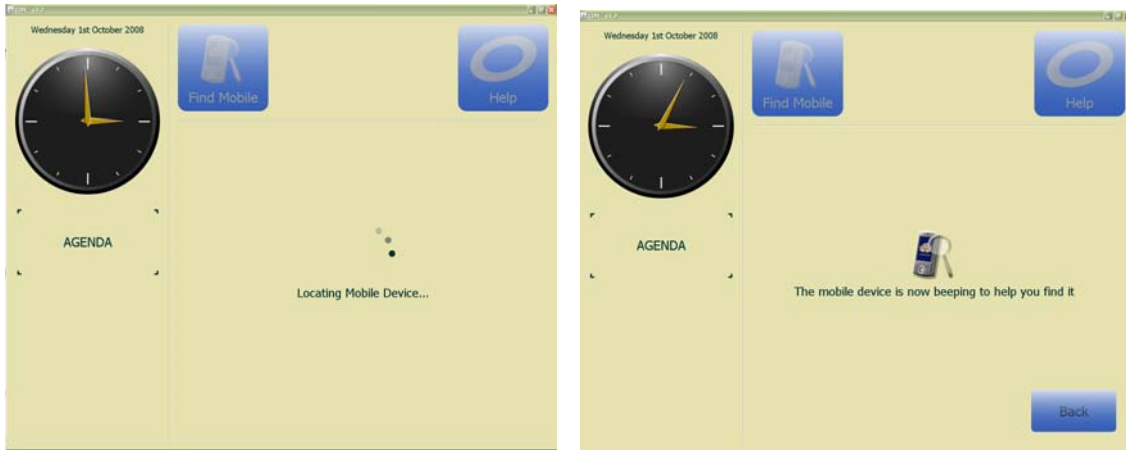 Wednesday 1st October 2008
Find Mobile
Help
AGENDA
Locating Mobile Device...
Wednesday 1st October 2008
Find Mobile
Help
AGENDA
The mobile device is now beeping to help you find it
Back